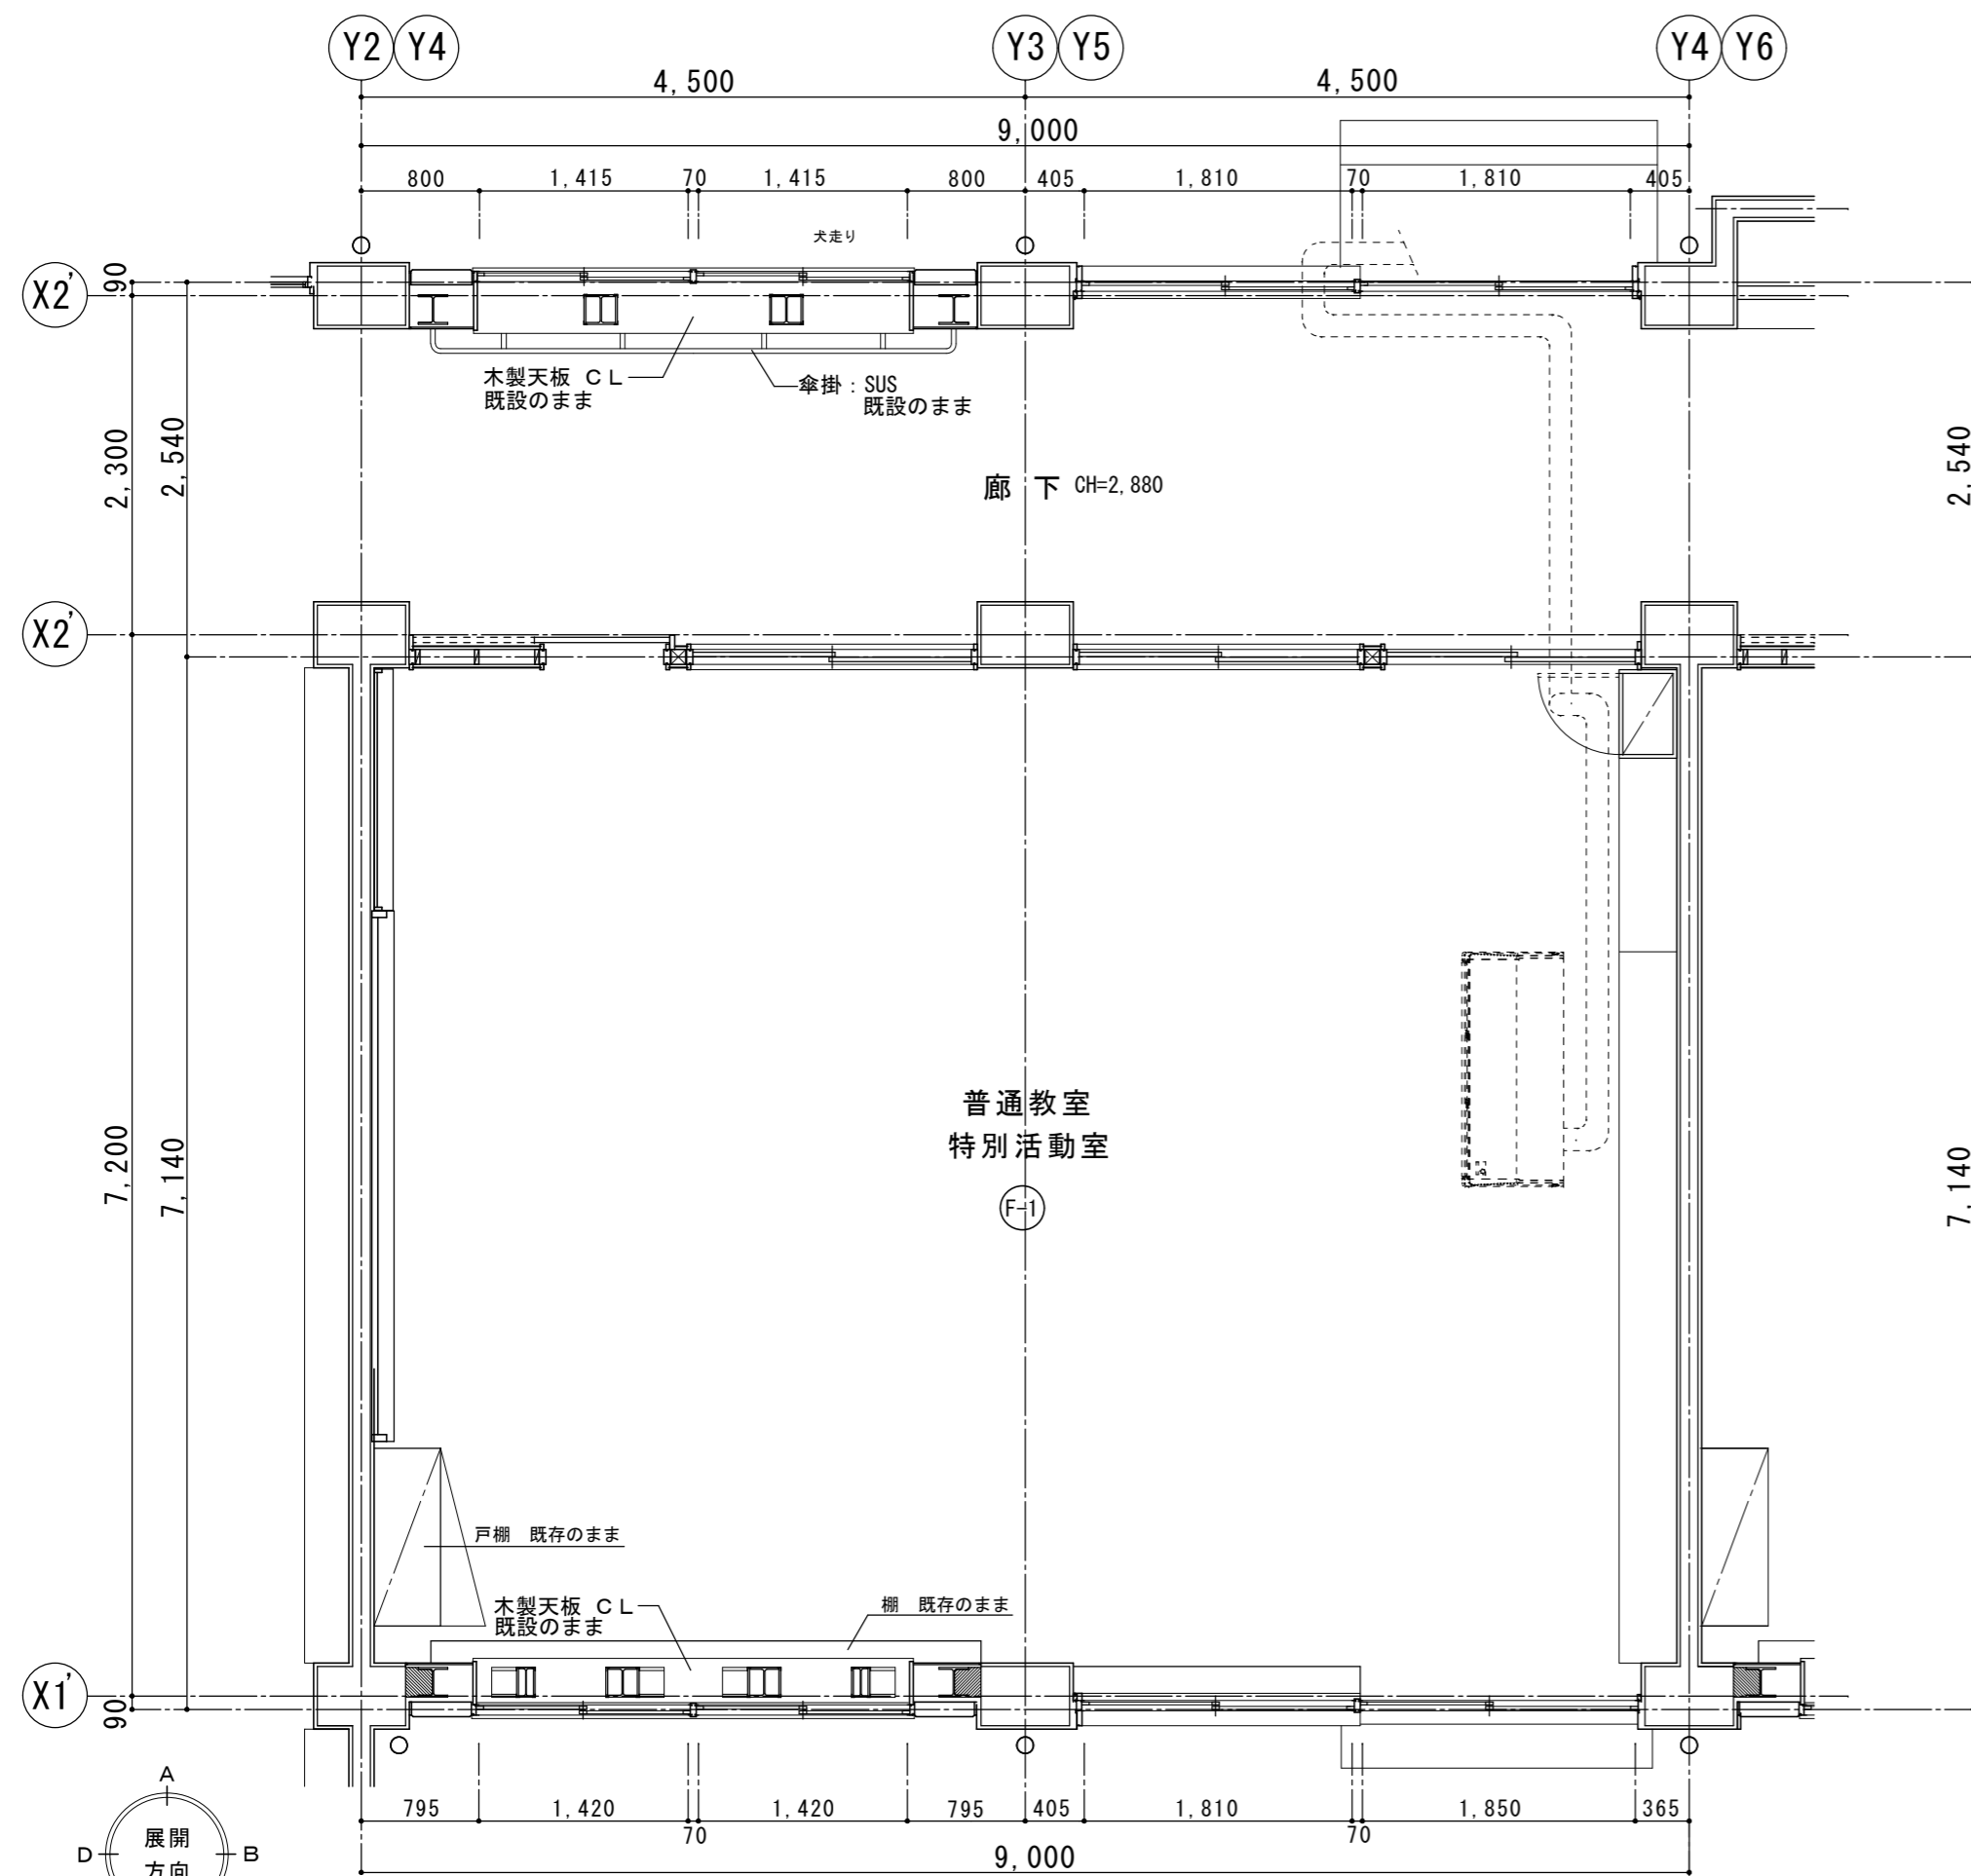 Y2 Y4 Y3 Y5 Y4 Y6
4,500 4,500
9,000
800 1,415 70 1,415 800 405 1,810 70 1,810 405
犬走り
X2'
90
木製天板 CL
既設のまま
傘掛：SUS
既設のまま
2,300
2,540
2,540
廊 下 CH=2,880
X2'
普通教室
特別活動室
F-1
7,200
7,140
7,140
戸棚 既存のまま
木製天板 CL
既設のまま
棚 既存のまま
X1'
90
795 1,420 70 1,420 795 405 1,810 70 1,850 365
9,000
A
D
展開
方向
B